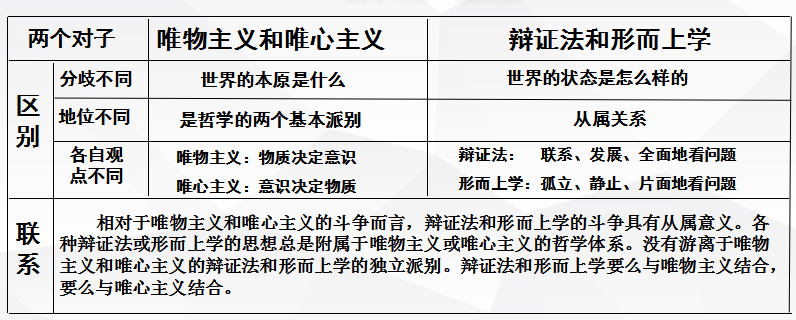 两个对子 唯物主义和唯心主义 辩证法和形而上学
区别
分歧不同 世界的本原是什么 世界的状态是怎么样的
地位不同 是哲学的两个基本派别 从属关系
各自观点不同
唯物主义：物质决定意识 辩证法： 联系、发展、全面地看问题
唯心主义：意识决定物质 形而上学：孤立、静止、片面地看问题
联系
相对于唯物主义和唯心主义的斗争而言，辩证法和形而上学的斗争具有从属意义。各
种辩证法或形而上学的思想总是附属于唯物主义或唯心主义的哲学体系。没有游离于唯物
主义和唯心主义的辩证法和形而上学的独立派别。辩证法和形而上学要么与唯物主义结合，
要么与唯心主义结合。